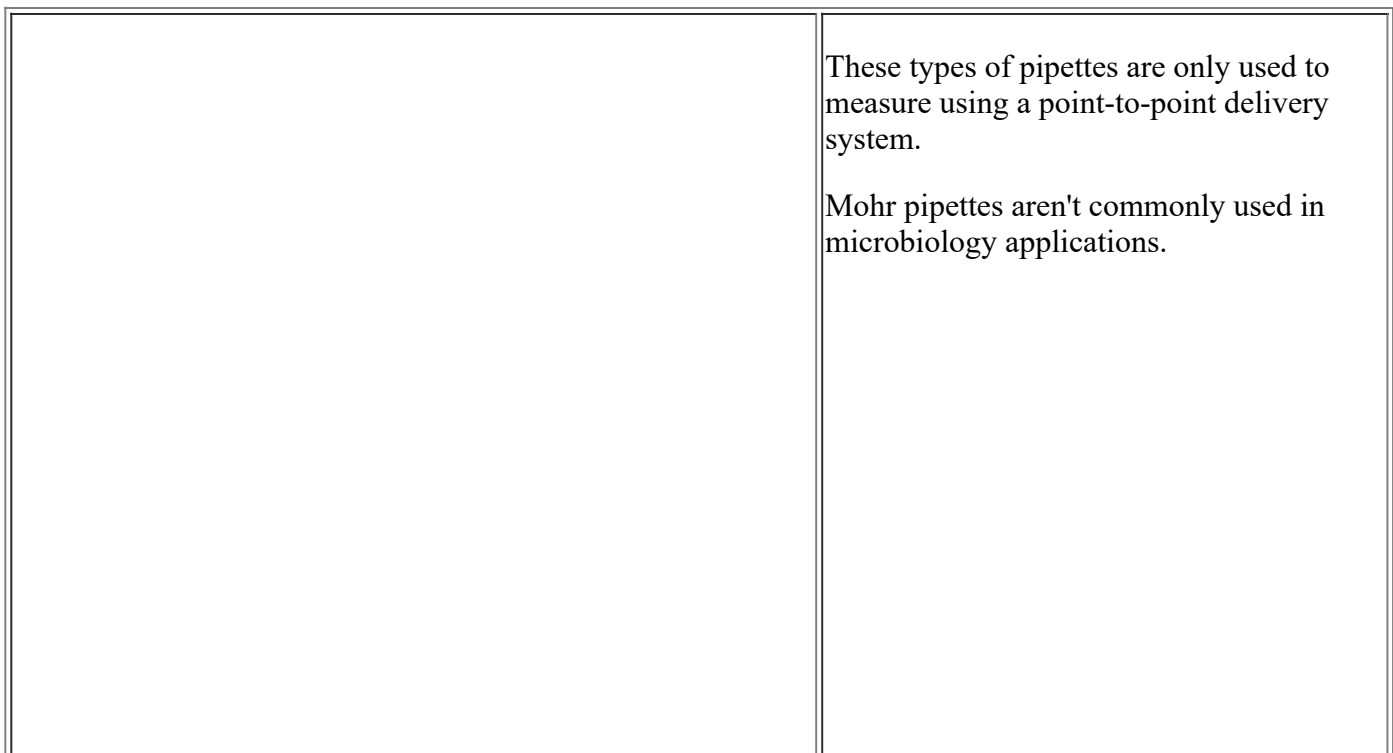 These types of pipettes are only used to
measure using a point-to-point delivery
system.
Mohr pipettes aren't commonly used in
microbiology applications.